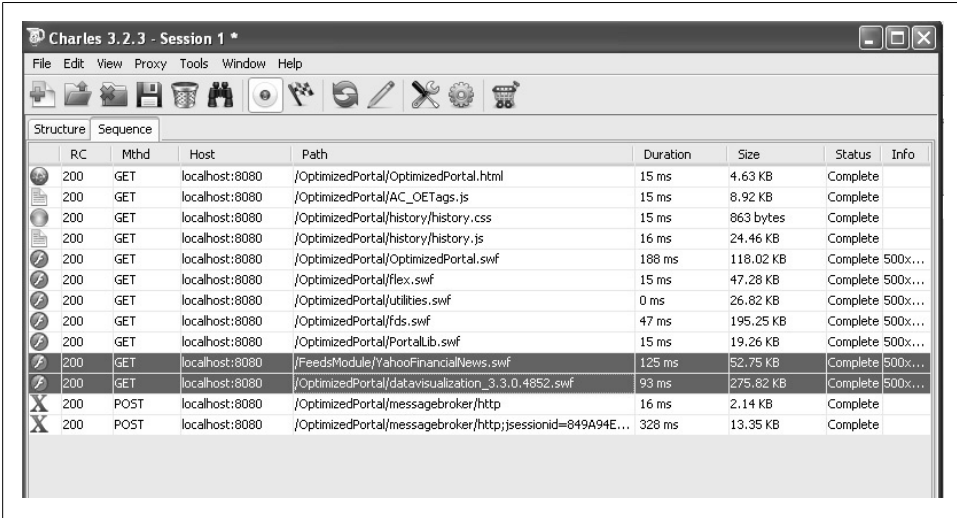 Charles 3.2.3 - Session 1 *
File Edit View Proxy Tools Window Help
Structure Sequence
RC Mthd Host Path Duration Size Status Info
200 GET localhost:8080 /OptimizedPortal/OptimizedPortal.html 15 ms 4.63 KB Complete
200 GET localhost:8080 /OptimizedPortal/AC_OETags.js 15 ms 8.92 KB Complete
200 GET localhost:8080 /OptimizedPortal/history/history.css 15 ms 863 bytes Complete
200 GET localhost:8080 /OptimizedPortal/history/history.js 16 ms 24.46 KB Complete
200 GET localhost:8080 /OptimizedPortal/OptimizedPortal.swf 188 ms 118.02 KB Complete 500x...
200 GET localhost:8080 /OptimizedPortal/flex.swf 15 ms 47.28 KB Complete 500x...
200 GET localhost:8080 /OptimizedPortal/utilities.swf 0 ms 26.82 KB Complete 500x...
200 GET localhost:8080 /OptimizedPortal/fds.swf 47 ms 195.25 KB Complete 500x...
200 GET localhost:8080 /OptimizedPortal/PortalLib.swf 15 ms 19.26 KB Complete 500x...
200 GET localhost:8080 /FeedsModule/YahooFinancialNews.swf 125 ms 52.75 KB Complete 500x...
200 GET localhost:8080 /OptimizedPortal/datavisualization_3.3.0.4852.swf 93 ms 275.82 KB Complete 500x...
200 POST localhost:8080 /OptimizedPortal/messagebroker/http 16 ms 2.14 KB Complete
200 POST localhost:8080 /OptimizedPortal/messagebroker/http;jsessionid=849A94E... 328 ms 13.35 KB Complete